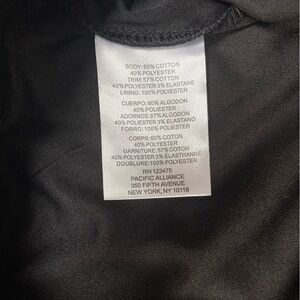 BODY: 60% COTTON
40% POLYESTER
TRIM: 57% COTTON
40% POLYESTER 3% ELASTANE
LINING: 100% POLYESTER
CUERPO: 60% ALGODON
40% POLIESTER
ADORNOS: 57% ALGODON
40% POLIESTER 3% ELASTANO
FORRO: 100% POLIESTER
CORPS: 60% COTON
40% POLYESTER
GARNITURE: 57% COTON
40% POLYESTER 3% ELASTHANNE
DOUBLURE: 100% POLYESTER
RN 123475
PACIFIC ALLIANCE
350 FIFTH AVENUE
NEW YORK, NY 10118